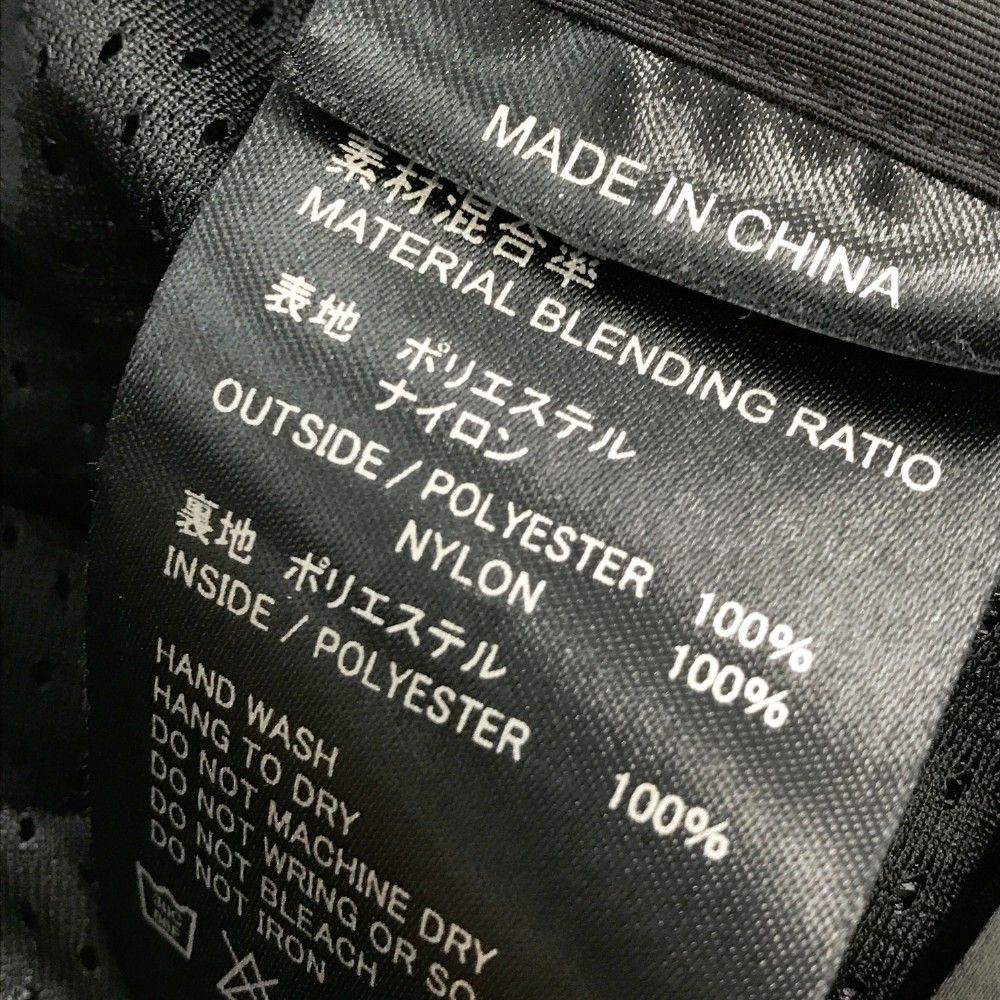 MADE IN CHINA
素材混合率
MATERIAL BLENDING RATIO
表地 ポリエステル
ナイロン
OUTSIDE / POLYESTER 100%
NYLON 100%
裏地 ポリエステル
INSIDE / POLYESTER 100%
HAND WASH
HANG TO DRY
DO NOT MACHINE DRY
DO NOT WRING OR SO
DO NOT BLEACH
DO NOT IRON